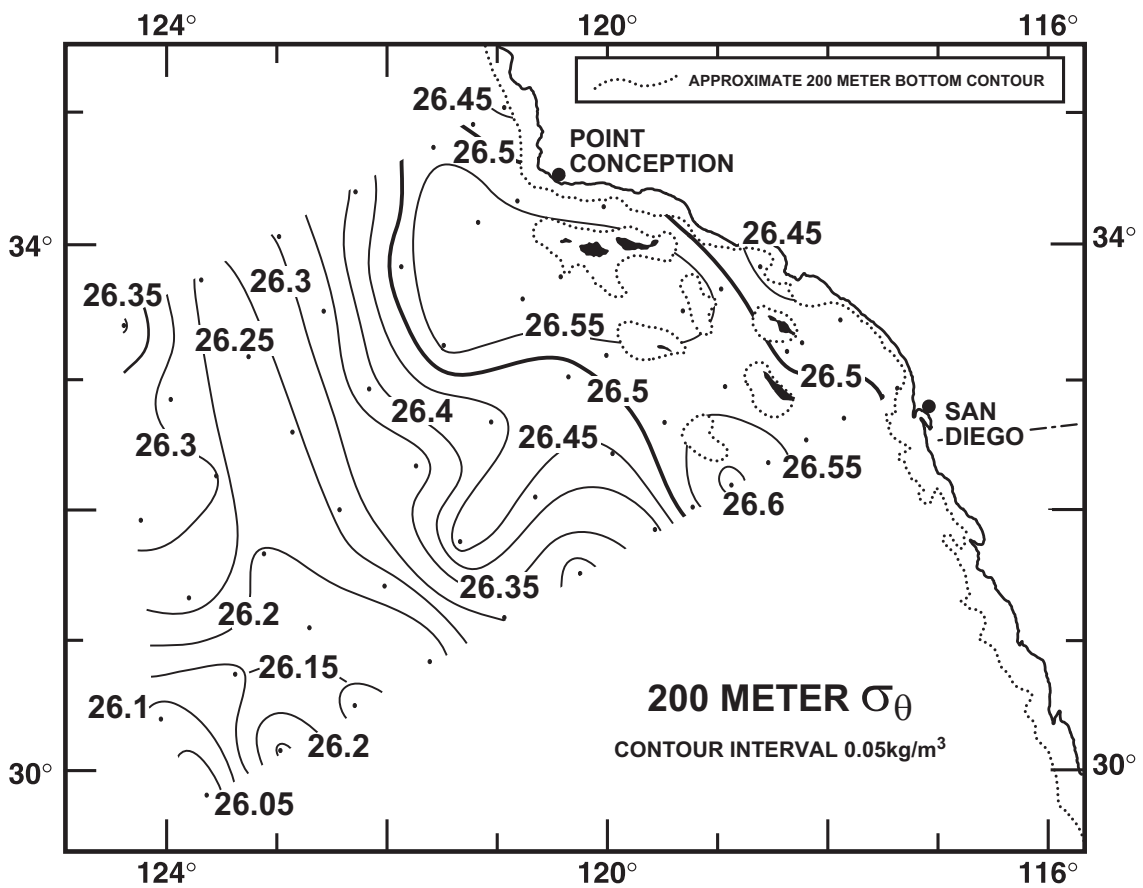 124° 120° 116°
APPROXIMATE 200 METER BOTTOM CONTOUR
26.45
POINT
CONCEPTION
26.5
34° 26.45 34°
26.3
26.35
26.25
26.55
26.5
26.5
26.4
SAN
DIEGO
26.45
26.3
26.55
26.6
26.35
26.2
26.15
200 METER σθ
26.1
26.2
CONTOUR INTERVAL 0.05kg/m³
30° 30°
26.05
124° 120° 116°